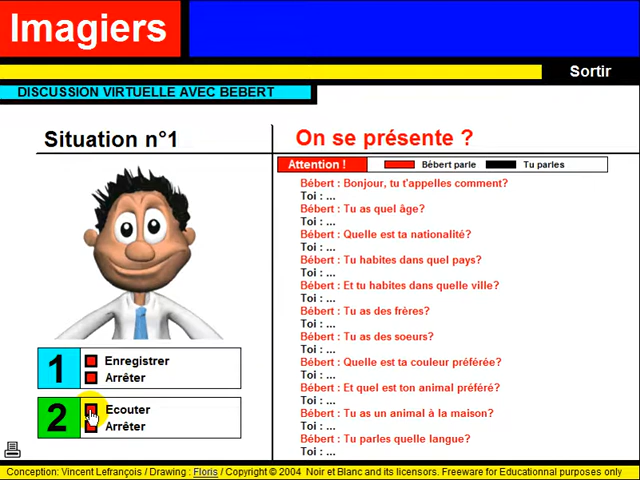 Imagiers
Sortir
DISCUSSION VIRTUELLE AVEC BEBERT
Situation n°1
On se présente ?
Attention !
Bébert parle
Tu parles
Bébert : Bonjour, tu t'appelles comment?
Toi : ...
Bébert : Tu as quel âge?
Toi : ...
Bébert : Quelle est ta nationalité?
Toi : ...
Bébert : Tu habites dans quel pays?
Toi : ...
Bébert : Et tu habites dans quelle ville?
Toi : ...
Bébert : Tu as des frères?
Toi : ...
Bébert : Tu as des soeurs?
Toi : ...
Bébert : Quelle est ta couleur préférée?
Toi : ...
Bébert : Et quel est ton animal préféré?
Toi : ...
Bébert : Tu as un animal à la maison?
Toi : ...
Bébert : Tu parles quelle langue?
Toi : ...
1
Enregistrer
Arrêter
2
Ecouter
Arrêter
Conception: Vincent Lefrançois / Drawing : Floris / Copyright © 2004 Noir et Blanc and its licensors. Freeware for Educationnal purposes only